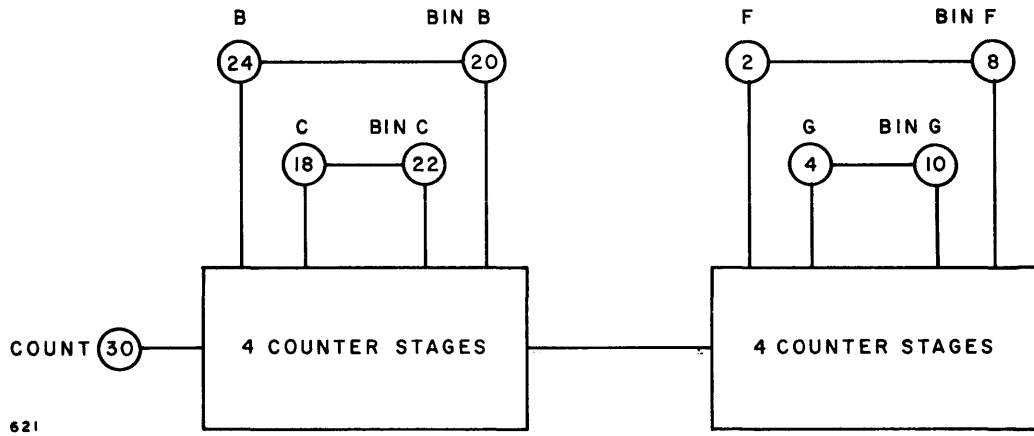 B BIN B F BIN F
24 20 2 8
C BIN C G BIN G
18 22 4 10
COUNT 30 4 COUNTER STAGES 4 COUNTER STAGES
621